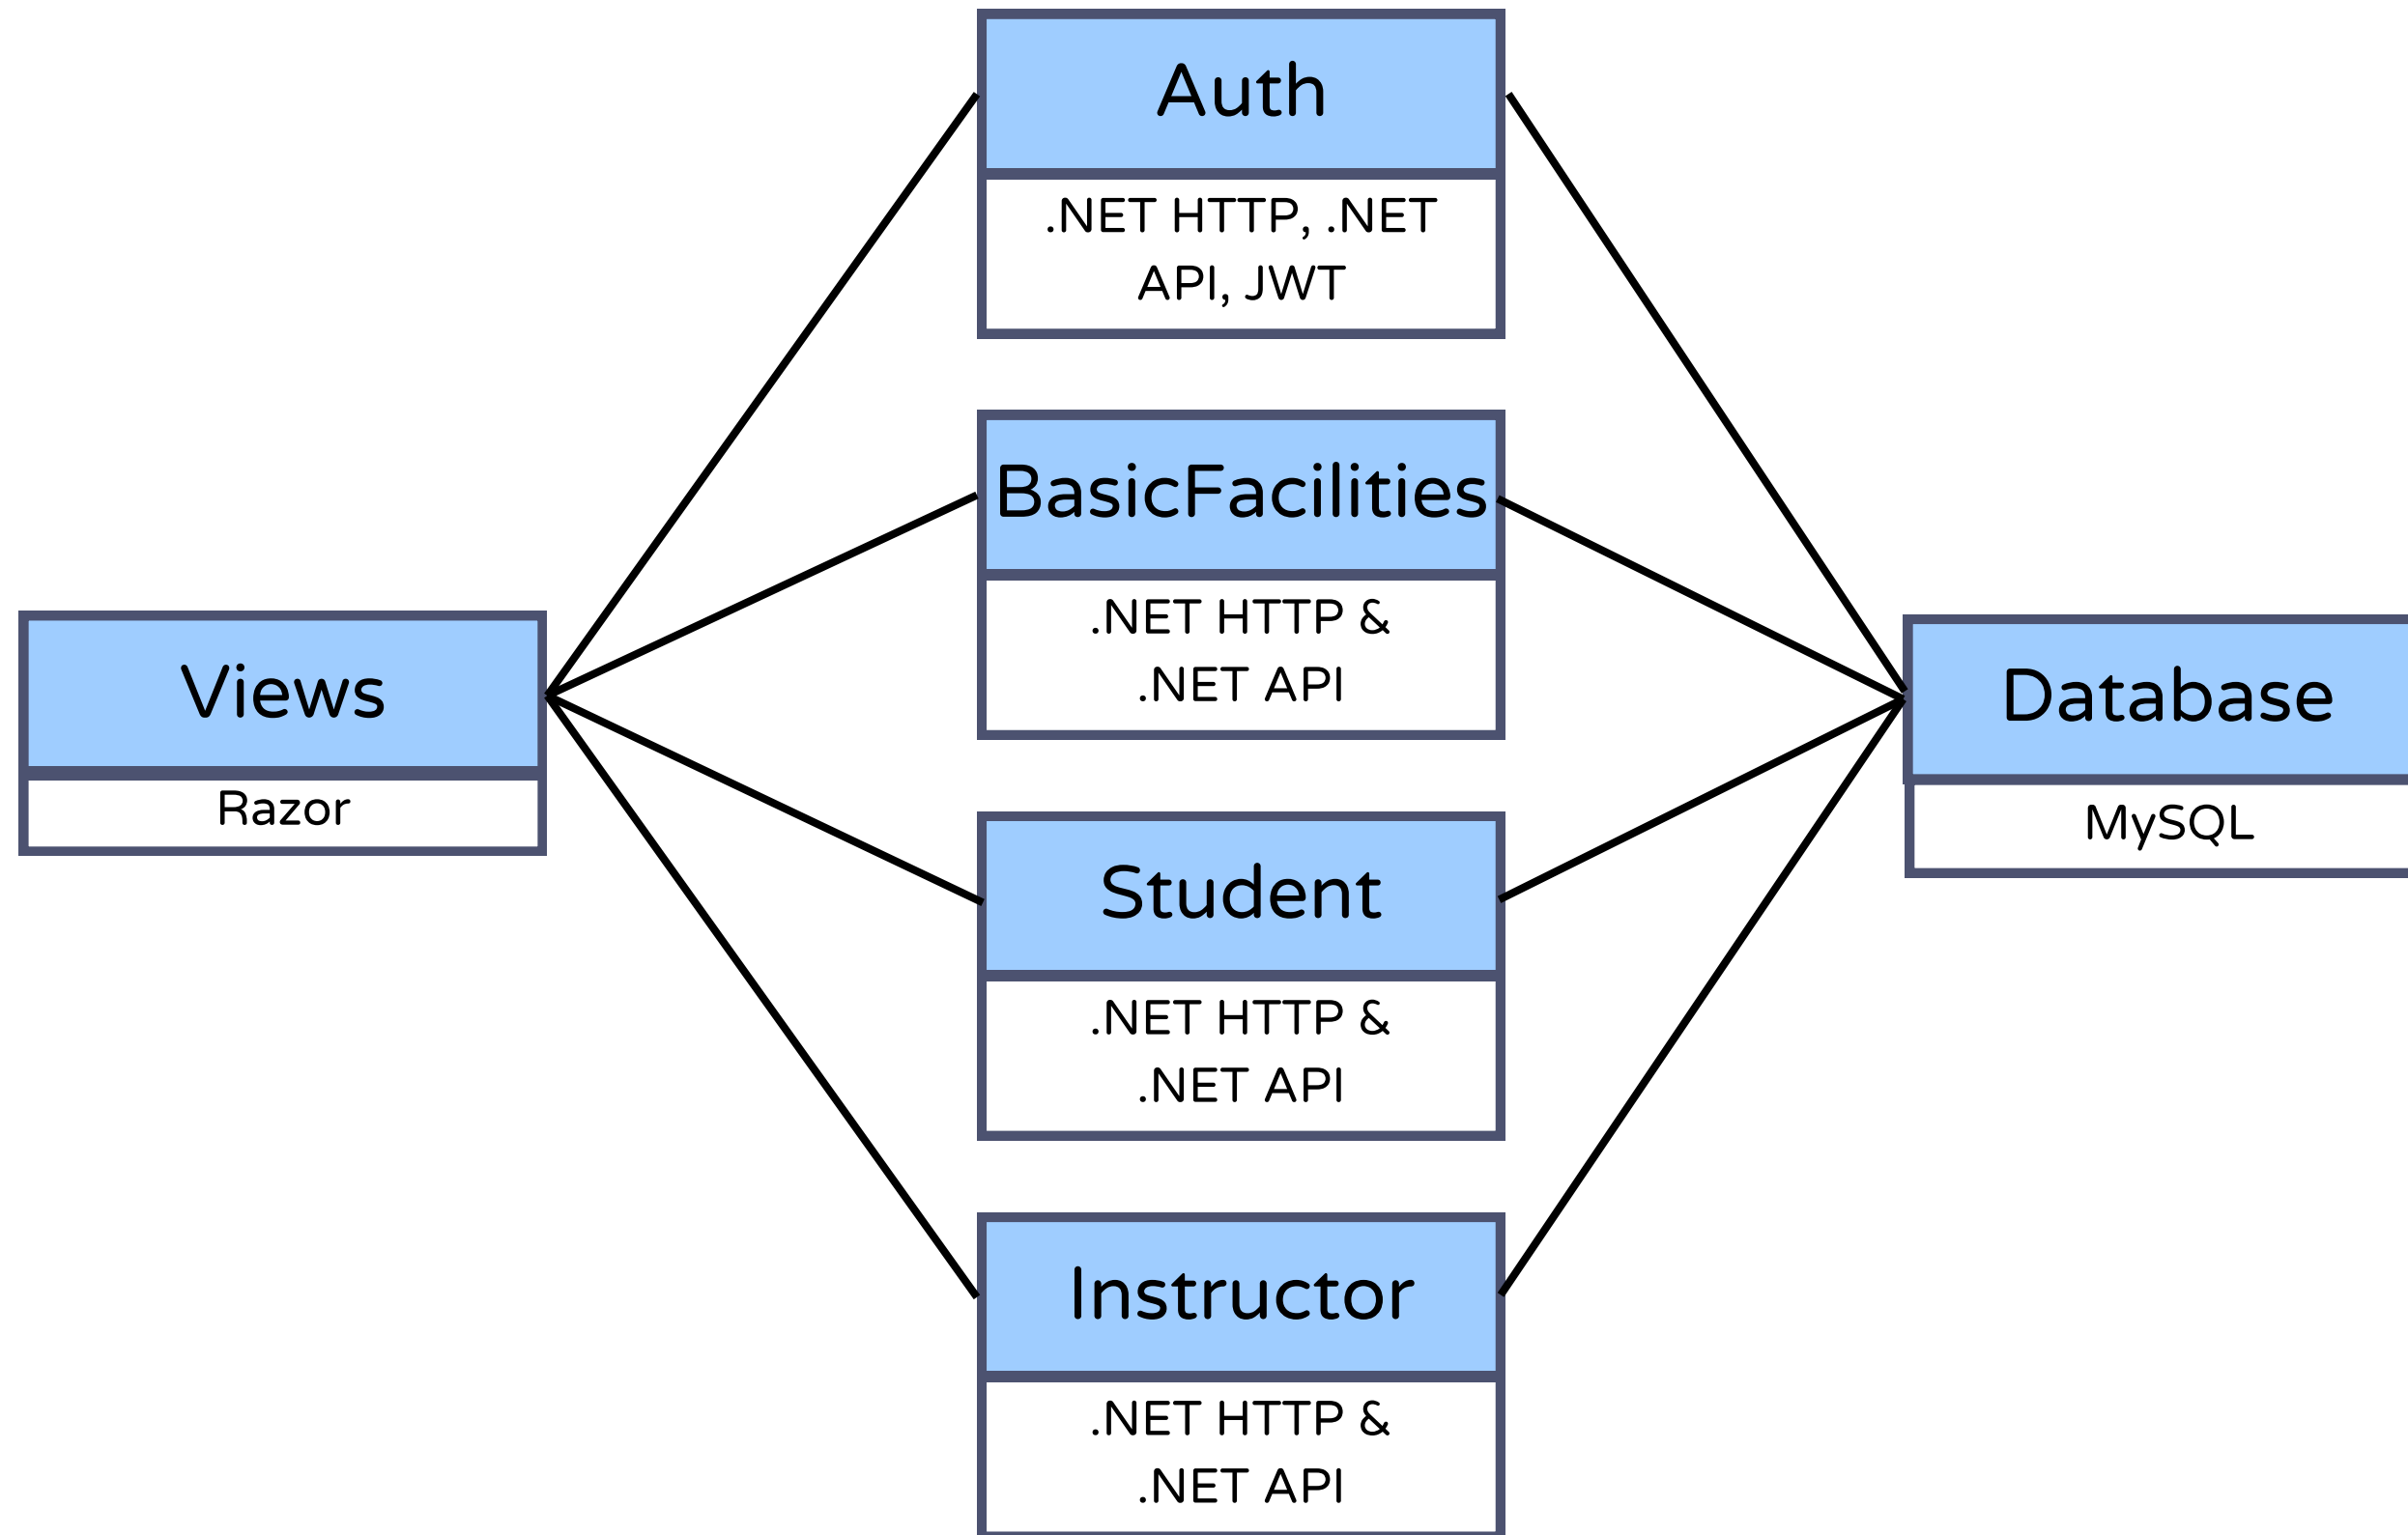 Auth
.NET HTTP, .NET
API, JWT
BasicFacilities
.NET HTTP &
.NET API
Views
Razor
Database
MySQL
Student
.NET HTTP &
.NET API
Instructor
.NET HTTP &
.NET API